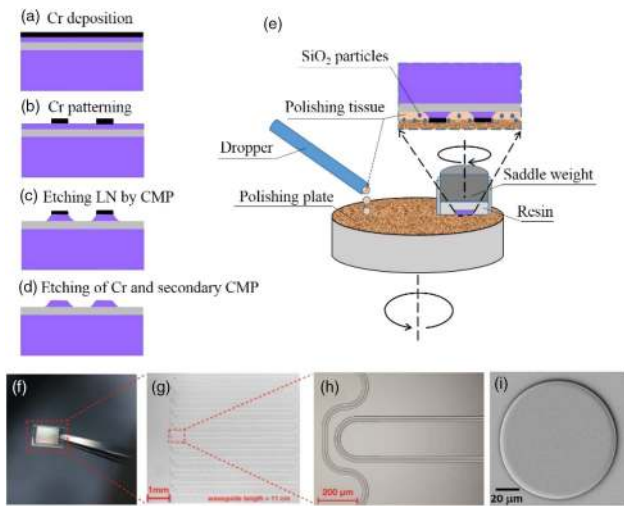 (a) Cr deposition
(b) Cr patterning
(c) Etching LN by CMP
(d) Etching of Cr and secondary CMP
(e)
SiO₂ particles
Polishing tissue
Dropper
Polishing plate
Saddle weight
Resin
(f)
(g)
1mm
waveguide length = 11 cm
(h)
200 μm
(i)
20 μm